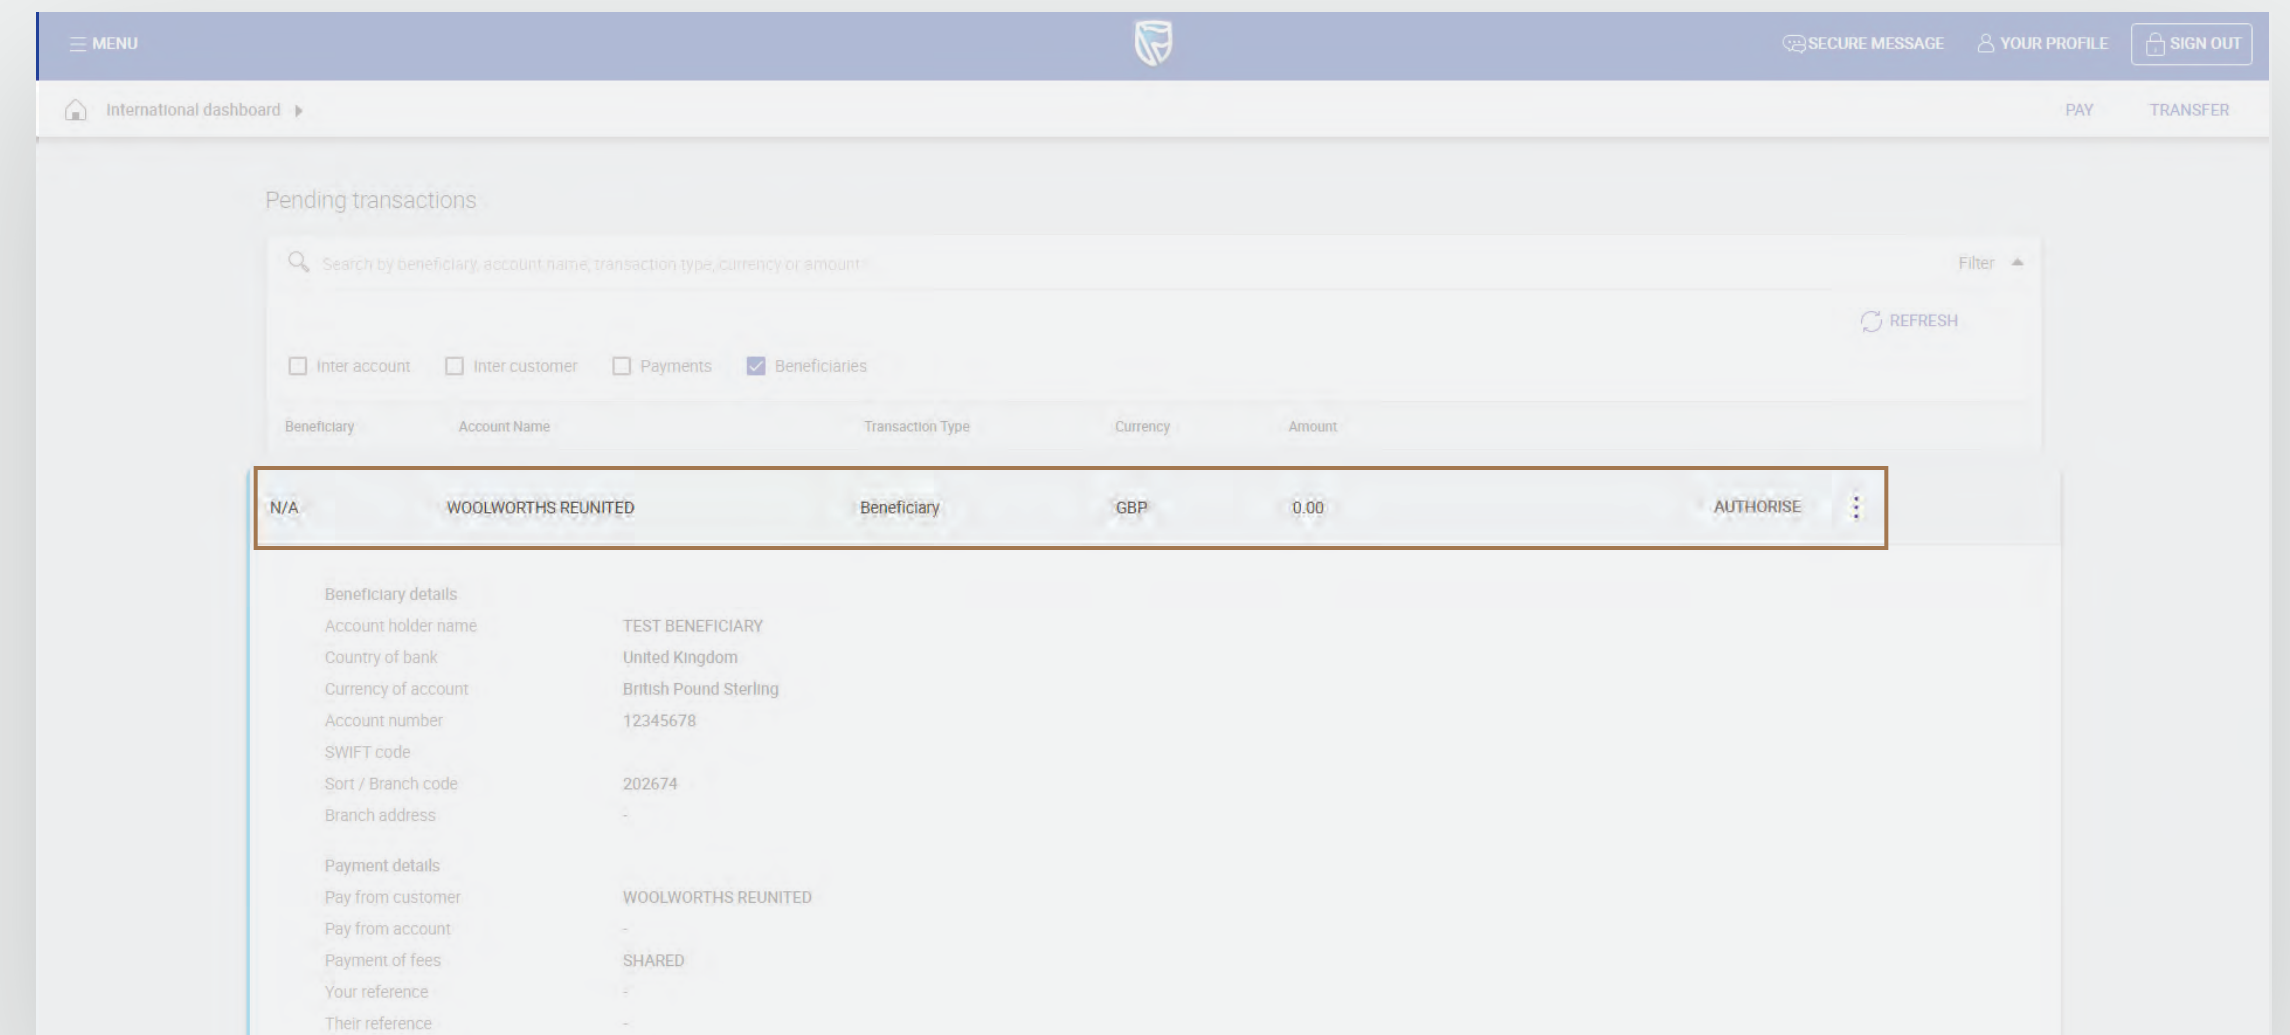 MENU
SECURE MESSAGE YOUR PROFILE SIGN OUT
International dashboard PAY TRANSFER
Pending transactions
Search by beneficiary, account name, transaction type, currency or amount Filter
REFRESH
Inter account Inter customer Payments Beneficiaries
Beneficiary Account Name Transaction Type Currency Amount
N/A WOOLWORTHS REUNITED Beneficiary GBP 0.00 AUTHORISE
Beneficiary details
Account holder name TEST BENEFICIARY
Country of bank United Kingdom
Currency of account British Pound Sterling
Account number 12345678
SWIFT code
Sort / Branch code 202674
Branch address -
Payment details
Pay from customer WOOLWORTHS REUNITED
Pay from account -
Payment of fees SHARED
Your reference -
Their reference -